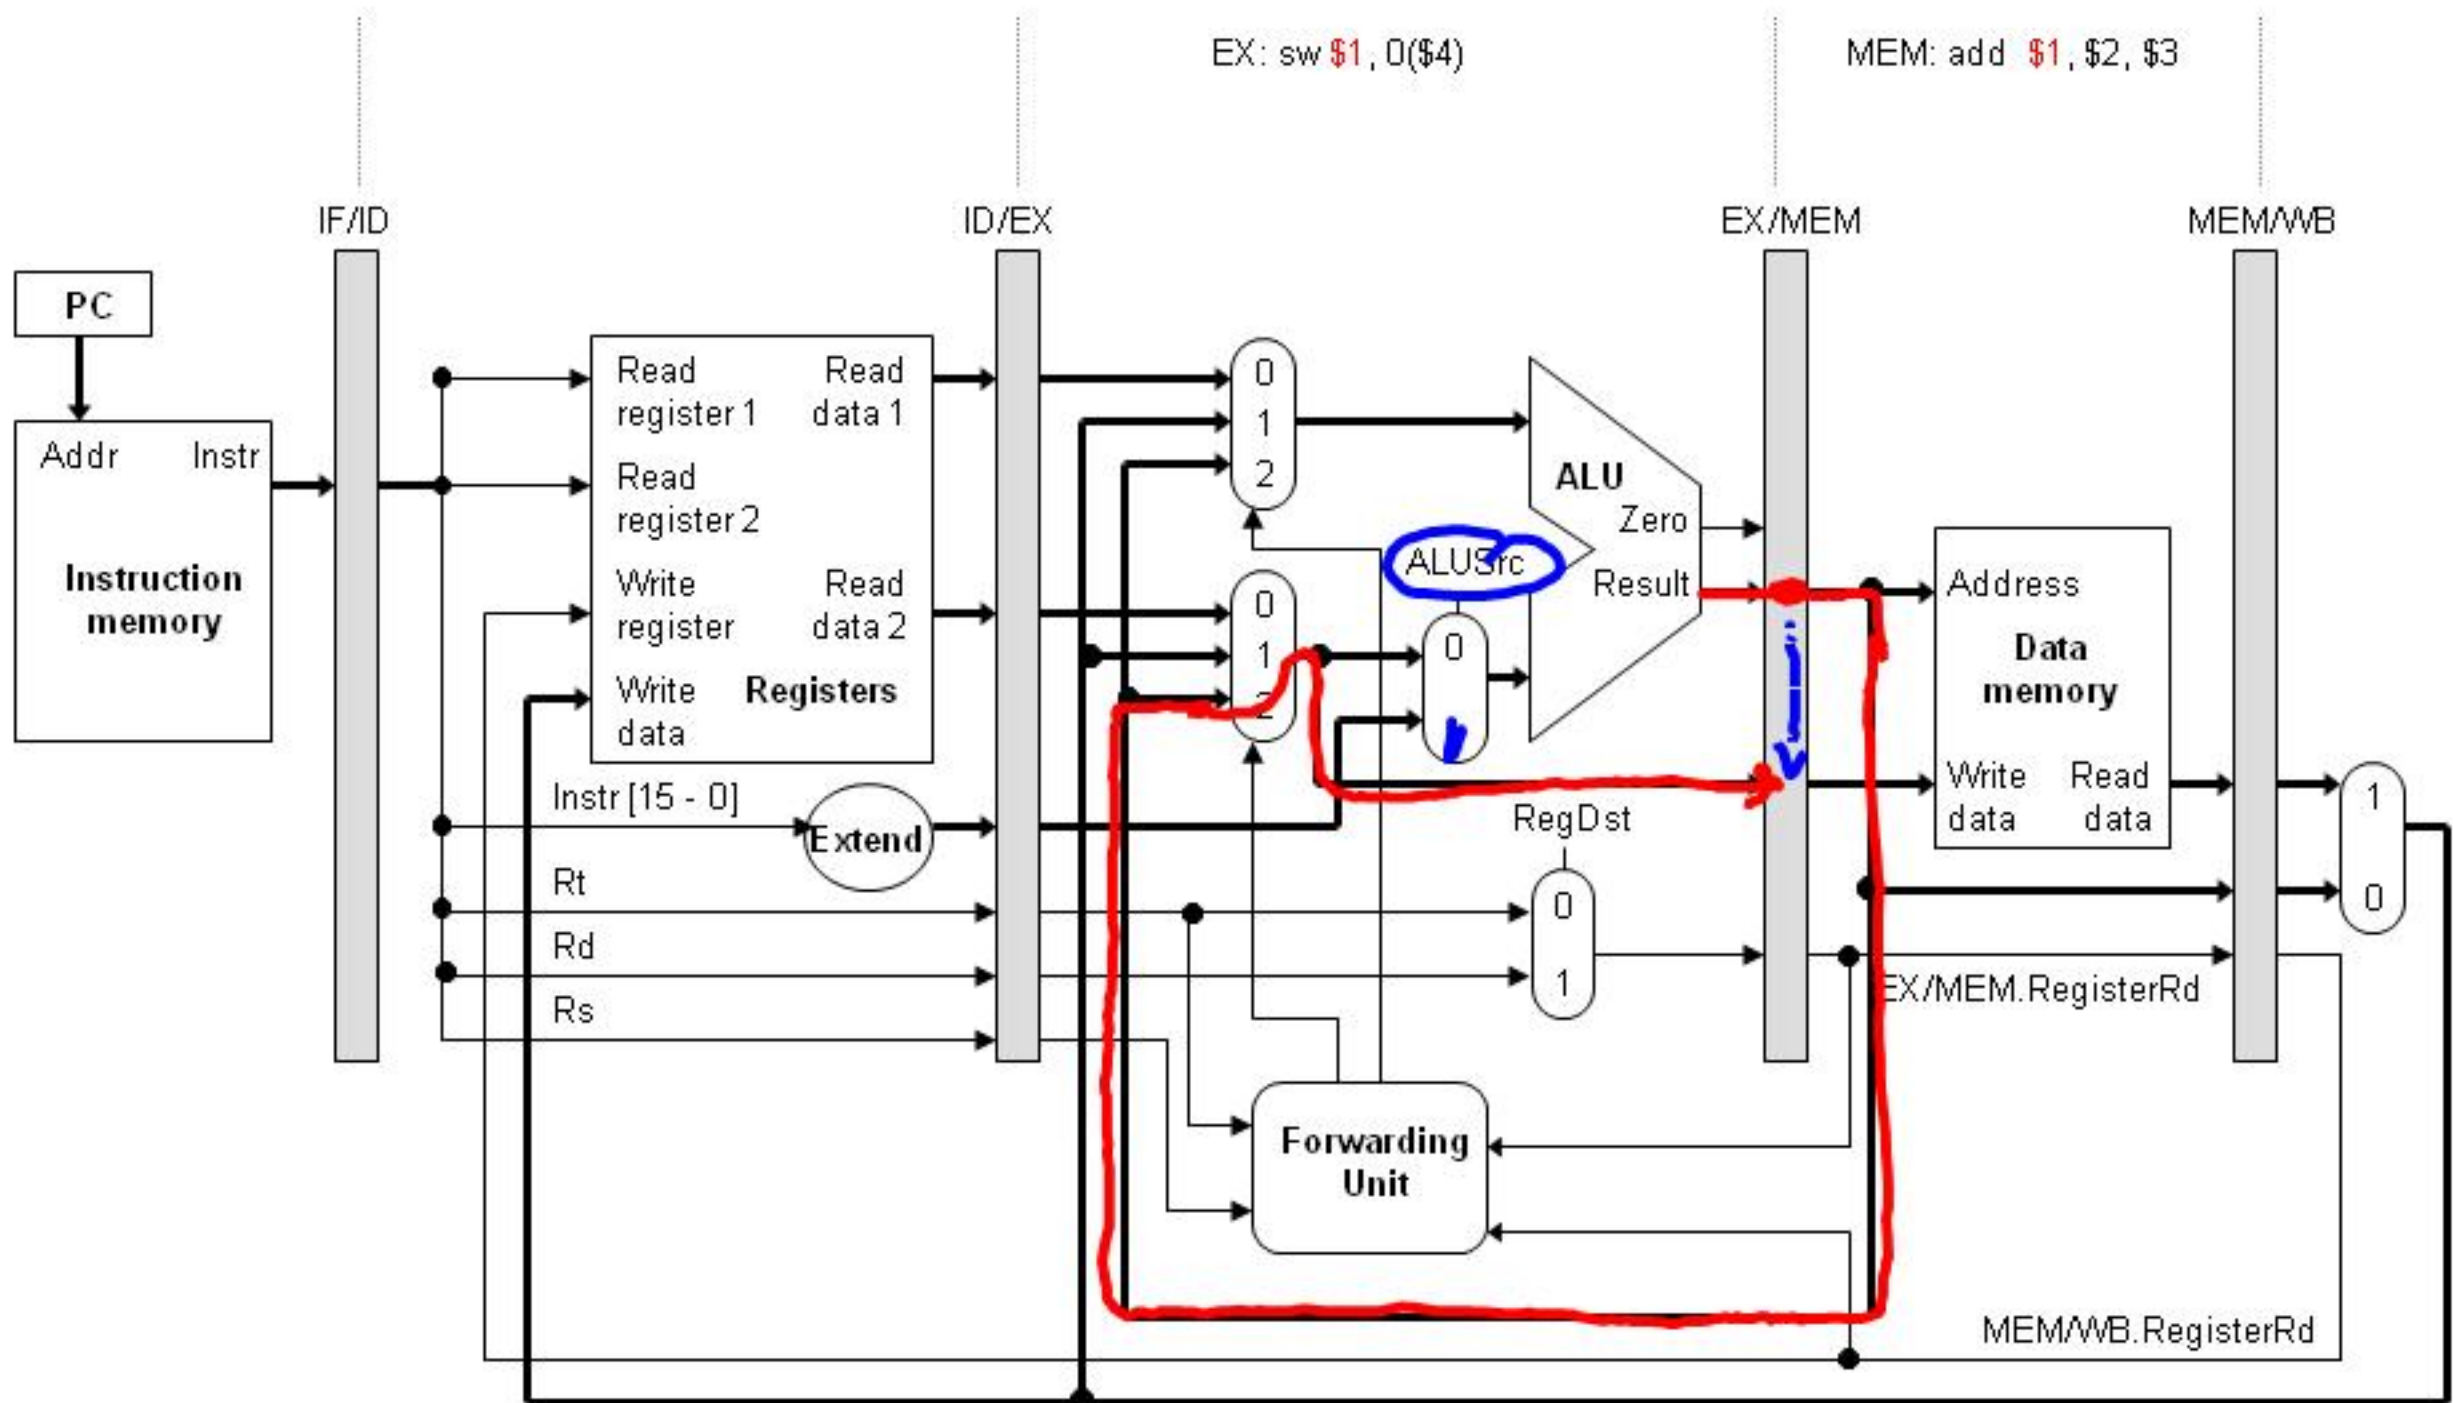 EX: sw $1, 0($4)
MEM: add $1, $2, $3
IF/ID
ID/EX
EX/MEM
MEM/WB
PC
Addr Instr
Instruction
memory
Read
register 1
Read
data 1
Read
register 2
Write
register
Read
data 2
Write
data
Registers
Instr [15 - 0]
Extend
Rt
Rd
Rs
0
1
2
0
1
2
ALUSrc
0
1
ALU
Zero
Result
RegDst
0
1
Forwarding
Unit
Address
Data
memory
Write
data
Read
data
1
0
EX/MEM.RegisterRd
MEM/WB.RegisterRd